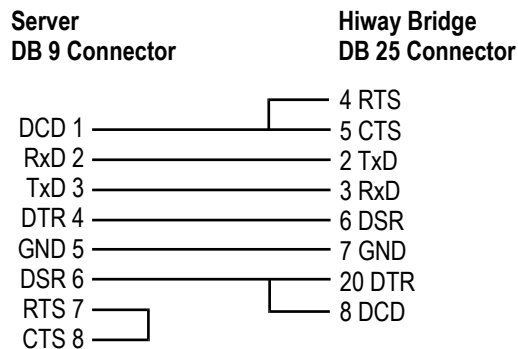 Server
DB 9 Connector
Hiway Bridge
DB 25 Connector
4 RTS
DCD 1
5 CTS
RxD 2
2 TxD
TxD 3
3 RxD
DTR 4
6 DSR
GND 5
7 GND
DSR 6
20 DTR
RTS 7
8 DCD
CTS 8